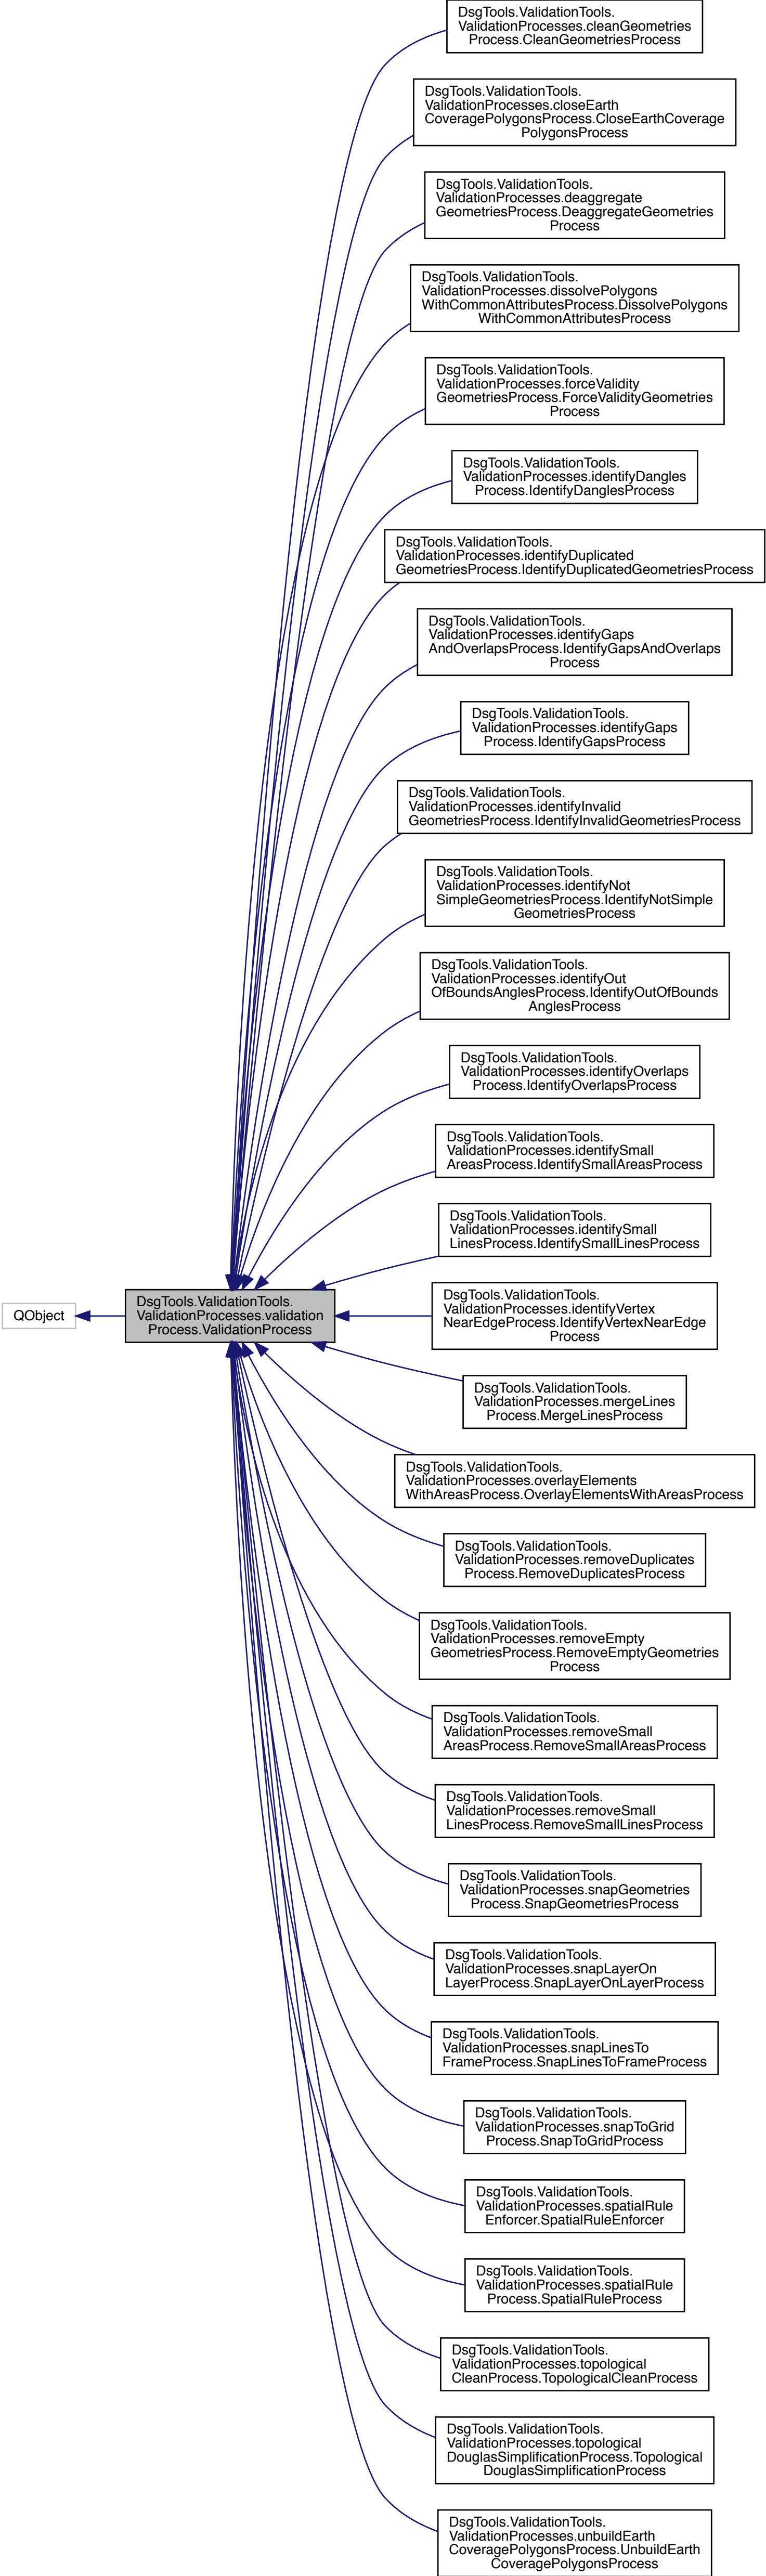 DsgTools.ValidationTools.
ValidationProcesses.cleanGeometries
Process.CleanGeometriesProcess
DsgTools.ValidationTools.
ValidationProcesses.closeEarth
CoveragePolygonsProcess.CloseEarthCoverage
PolygonsProcess
DsgTools.ValidationTools.
ValidationProcesses.deaggregate
GeometriesProcess.DeaggregateGeometries
Process
DsgTools.ValidationTools.
ValidationProcesses.dissolvePolygons
WithCommonAttributesProcess.DissolvePolygons
WithCommonAttributesProcess
DsgTools.ValidationTools.
ValidationProcesses.forceValidity
GeometriesProcess.ForceValidityGeometries
Process
DsgTools.ValidationTools.
ValidationProcesses.identifyDangles
Process.IdentifyDanglesProcess
DsgTools.ValidationTools.
ValidationProcesses.identifyDuplicated
GeometriesProcess.IdentifyDuplicatedGeometriesProcess
DsgTools.ValidationTools.
ValidationProcesses.identifyGaps
AndOverlapsProcess.IdentifyGapsAndOverlaps
Process
DsgTools.ValidationTools.
ValidationProcesses.identifyGaps
Process.IdentifyGapsProcess
DsgTools.ValidationTools.
ValidationProcesses.identifyInvalid
GeometriesProcess.IdentifyInvalidGeometriesProcess
DsgTools.ValidationTools.
ValidationProcesses.identifyNot
SimpleGeometriesProcess.IdentifyNotSimple
GeometriesProcess
DsgTools.ValidationTools.
ValidationProcesses.identifyOut
OfBoundsAnglesProcess.IdentifyOutOfBounds
AnglesProcess
DsgTools.ValidationTools.
ValidationProcesses.identifyOverlaps
Process.IdentifyOverlapsProcess
DsgTools.ValidationTools.
ValidationProcesses.identifySmall
AreasProcess.IdentifySmallAreasProcess
DsgTools.ValidationTools.
ValidationProcesses.identifySmall
LinesProcess.IdentifySmallLinesProcess
QObject
DsgTools.ValidationTools.
ValidationProcesses.validation
Process.ValidationProcess
DsgTools.ValidationTools.
ValidationProcesses.identifyVertex
NearEdgeProcess.IdentifyVertexNearEdge
Process
DsgTools.ValidationTools.
ValidationProcesses.mergeLines
Process.MergeLinesProcess
DsgTools.ValidationTools.
ValidationProcesses.overlayElements
WithAreasProcess.OverlayElementsWithAreasProcess
DsgTools.ValidationTools.
ValidationProcesses.removeDuplicates
Process.RemoveDuplicatesProcess
DsgTools.ValidationTools.
ValidationProcesses.removeEmpty
GeometriesProcess.RemoveEmptyGeometries
Process
DsgTools.ValidationTools.
ValidationProcesses.removeSmall
AreasProcess.RemoveSmallAreasProcess
DsgTools.ValidationTools.
ValidationProcesses.removeSmall
LinesProcess.RemoveSmallLinesProcess
DsgTools.ValidationTools.
ValidationProcesses.snapGeometries
Process.SnapGeometriesProcess
DsgTools.ValidationTools.
ValidationProcesses.snapLayerOn
LayerProcess.SnapLayerOnLayerProcess
DsgTools.ValidationTools.
ValidationProcesses.snapLinesTo
FrameProcess.SnapLinesToFrameProcess
DsgTools.ValidationTools.
ValidationProcesses.snapToGrid
Process.SnapToGridProcess
DsgTools.ValidationTools.
ValidationProcesses.spatialRule
Enforcer.SpatialRuleEnforcer
DsgTools.ValidationTools.
ValidationProcesses.spatialRule
Process.SpatialRuleProcess
DsgTools.ValidationTools.
ValidationProcesses.topological
CleanProcess.TopologicalCleanProcess
DsgTools.ValidationTools.
ValidationProcesses.topological
DouglasSimplificationProcess.Topological
DouglasSimplificationProcess
DsgTools.ValidationTools.
ValidationProcesses.unbuildEarth
CoveragePolygonsProcess.UnbuildEarth
CoveragePolygonsProcess